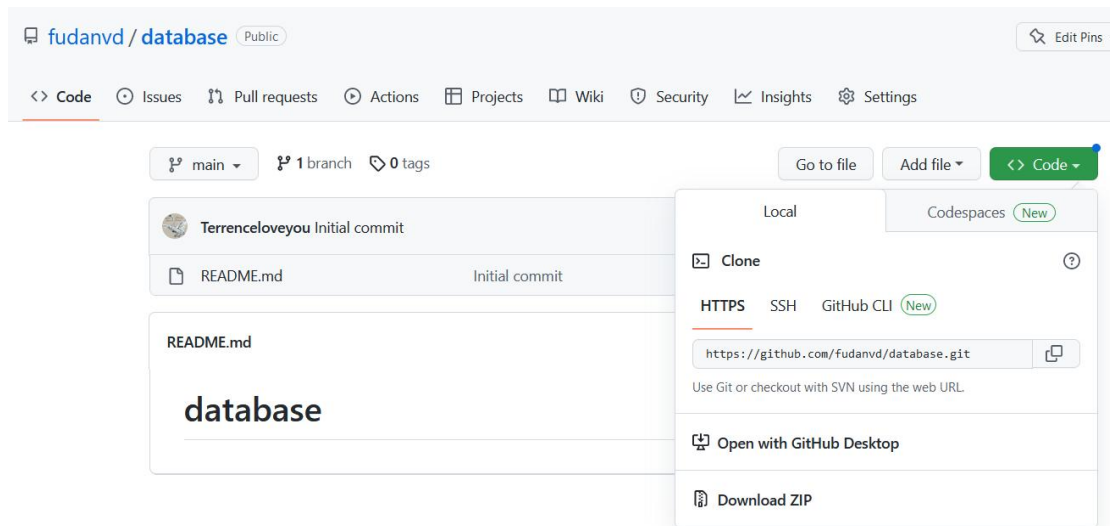 fudanvd / database Public
Edit Pins
Code Issues Pull requests Actions Projects Wiki Security Insights Settings
main 1 branch 0 tags
Go to file Add file Code
Local Codespaces New
Terrenceloveyou Initial commit
Clone
README.md Initial commit
HTTPS SSH GitHub CLI New
README.md
https://github.com/fudanvd/database.git
Use Git or checkout with SVN using the web URL.
database
Open with GitHub Desktop
Download ZIP